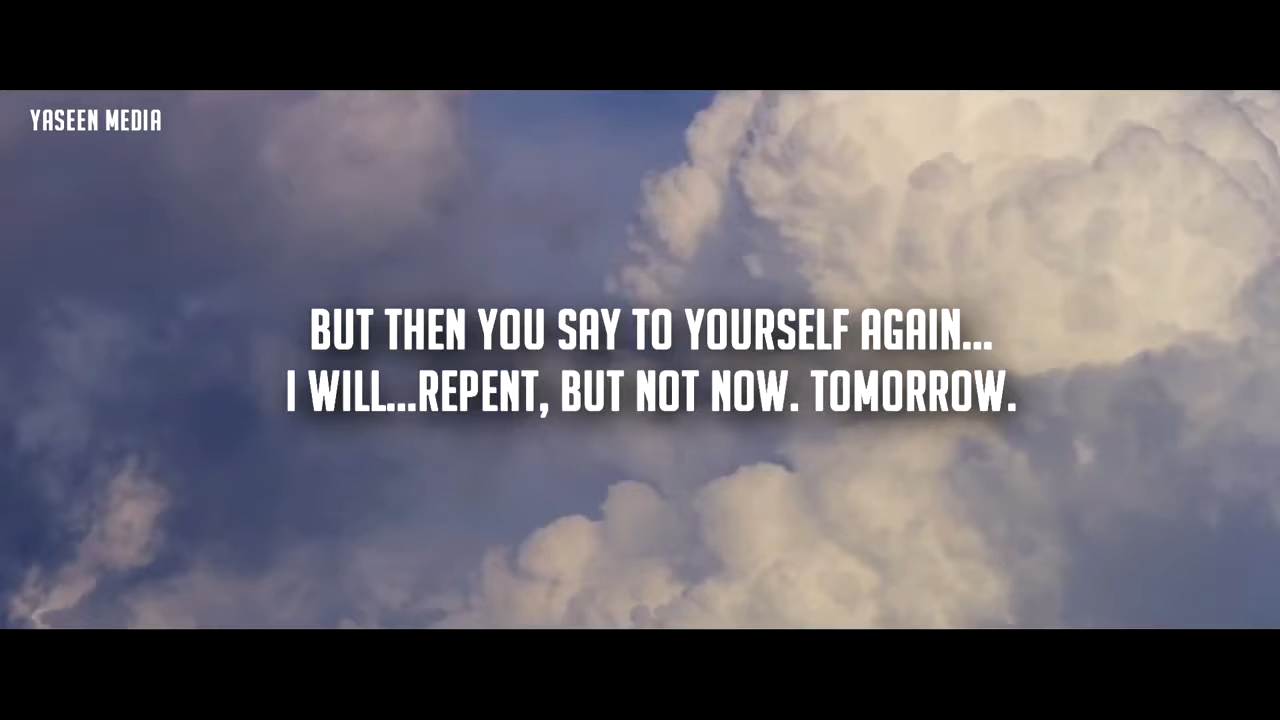 YASEEN MEDIA
BUT THEN YOU SAY TO YOURSELF AGAIN...
I WILL...REPENT, BUT NOT NOW. TOMORROW.